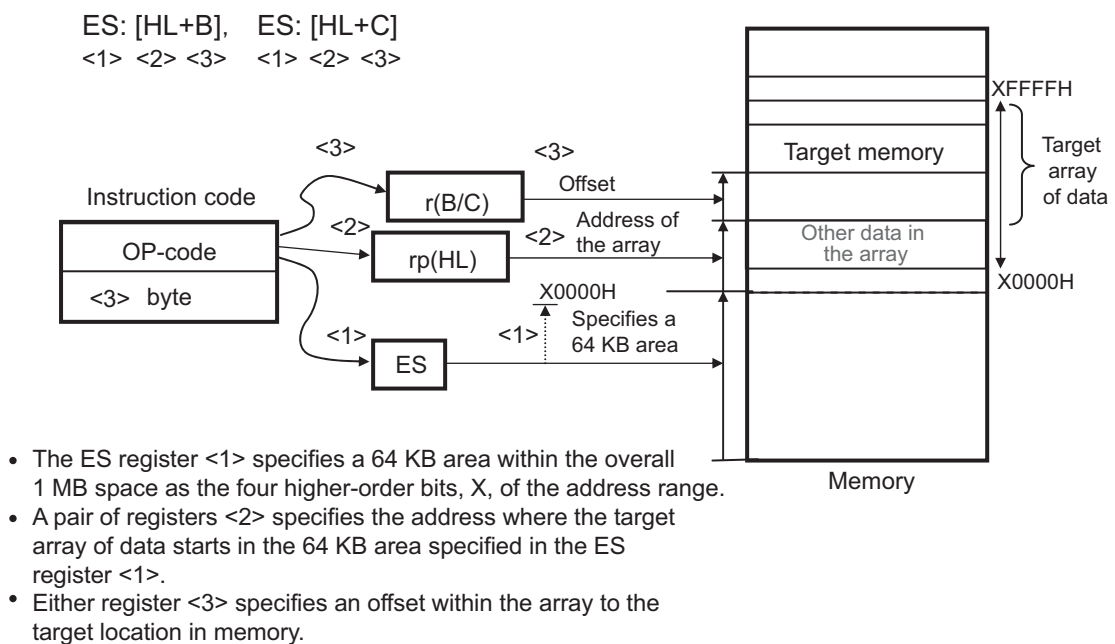 ES: [HL+B], ES: [HL+C]
<1> <2> <3> <1> <2> <3>
XFFFFH
Target
array
of data
Target memory
<3>
<3>
Instruction code
r(B/C)
Offset
OP-code
<2>
rp(HL)
<2>
Address of
the array
Other data in
the array
<3> byte
X0000H
X0000H
<1>
ES
<1>
Specifies a
64 KB area
Memory
• The ES register <1> specifies a 64 KB area within the overall
1 MB space as the four higher-order bits, X, of the address range.
• A pair of registers <2> specifies the address where the target
array of data starts in the 64 KB area specified in the ES
register <1>.
• Either register <3> specifies an offset within the array to the
target location in memory.